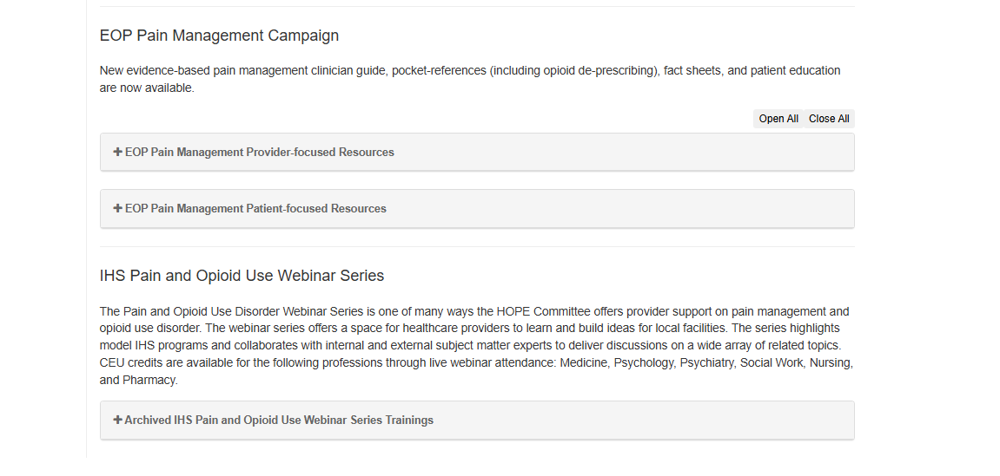 EOP Pain Management Campaign
New evidence-based pain management clinician guide, pocket-references (including opioid de-prescribing), fact sheets, and patient education
are now available.
Open All Close All
+ EOP Pain Management Provider-focused Resources
+ EOP Pain Management Patient-focused Resources
IHS Pain and Opioid Use Webinar Series
The Pain and Opioid Use Disorder Webinar Series is one of many ways the HOPE Committee offers provider support on pain management and
opioid use disorder. The webinar series offers a space for healthcare providers to learn and build ideas for local facilities. The series highlights
model IHS programs and collaborates with internal and external subject matter experts to deliver discussions on a wide array of related topics.
CEU credits are available for the following professions through live webinar attendance: Medicine, Psychology, Psychiatry, Social Work, Nursing,
and Pharmacy.
+ Archived IHS Pain and Opioid Use Webinar Series Trainings